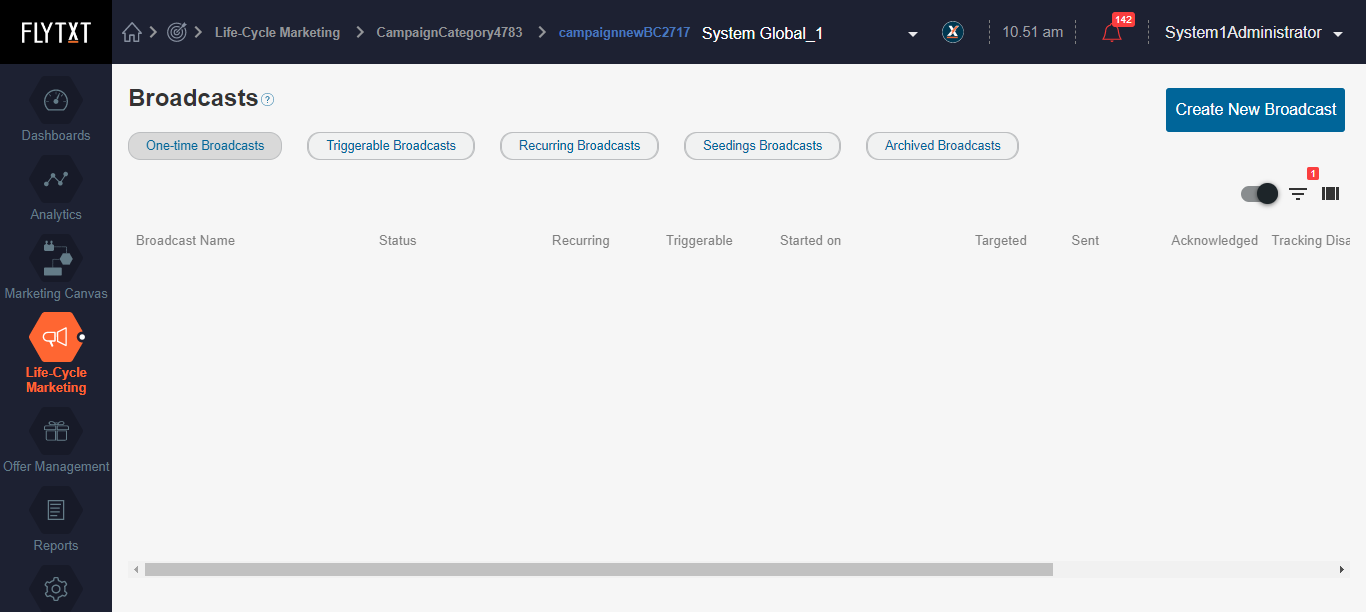 FLYTXT
Life-Cycle Marketing
CampaignCategory4783
campaignnewBC2717
System Global_1
X
10.51 am
142
System1Administrator
Dashboards
Analytics
Marketing Canvas
Life-Cycle
Marketing
Offer Management
Reports
Broadcasts
?
Create New Broadcast
One-time Broadcasts
Triggerable Broadcasts
Recurring Broadcasts
Seedings Broadcasts
Archived Broadcasts
1
Broadcast Name
Status
Recurring
Triggerable
Started on
Targeted
Sent
Acknowledged
Tracking Disa